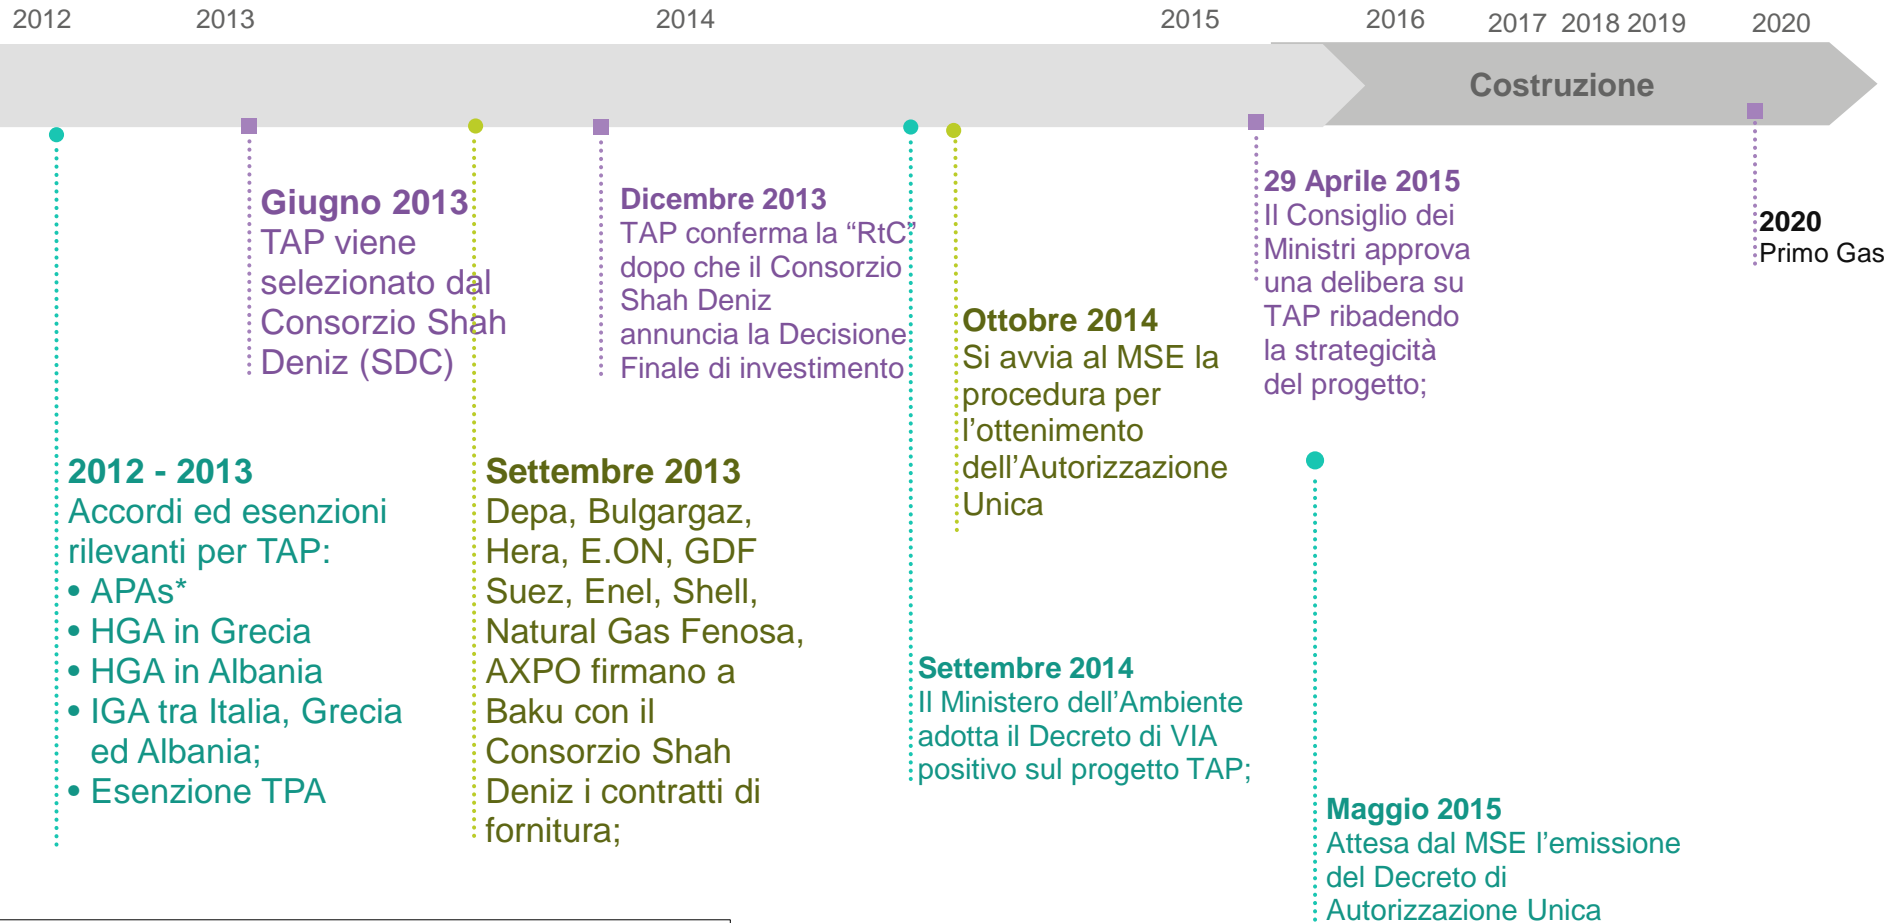 2012
2013
2014
2015
2016
2017
2018
2019
2020
Costruzione
Giugno 2013
TAP viene
selezionato dal
Consorzio Shah
Deniz (SDC)
Dicembre 2013
TAP conferma la “RtC”
dopo che il Consorzio
Shah Deniz
annuncia la Decisione
Finale di investimento
29 Aprile 2015
Il Consiglio dei
Ministri approva
una delibera su
TAP ribadendo
la strategicità
del progetto;
2020
Primo Gas
Ottobre 2014
Si avvia al MSE la
procedura per
l’ottenimento
dell’Autorizzazione
Unica
2012 - 2013
Accordi ed esenzioni
rilevanti per TAP:
• APAs*
• HGA in Grecia
• HGA in Albania
• IGA tra Italia, Grecia
ed Albania;
• Esenzione TPA
Settembre 2013
Depa, Bulgargaz,
Hera, E.ON, GDF
Suez, Enel, Shell,
Natural Gas Fenosa,
AXPO firmano a
Baku con il
Consorzio Shah
Deniz i contratti di
fornitura;
Settembre 2014
Il Ministero dell’Ambiente
adotta il Decreto di VIA
positivo sul progetto TAP;
Maggio 2015
Attesa dal MSE l’emissione
del Decreto di
Autorizzazione Unica